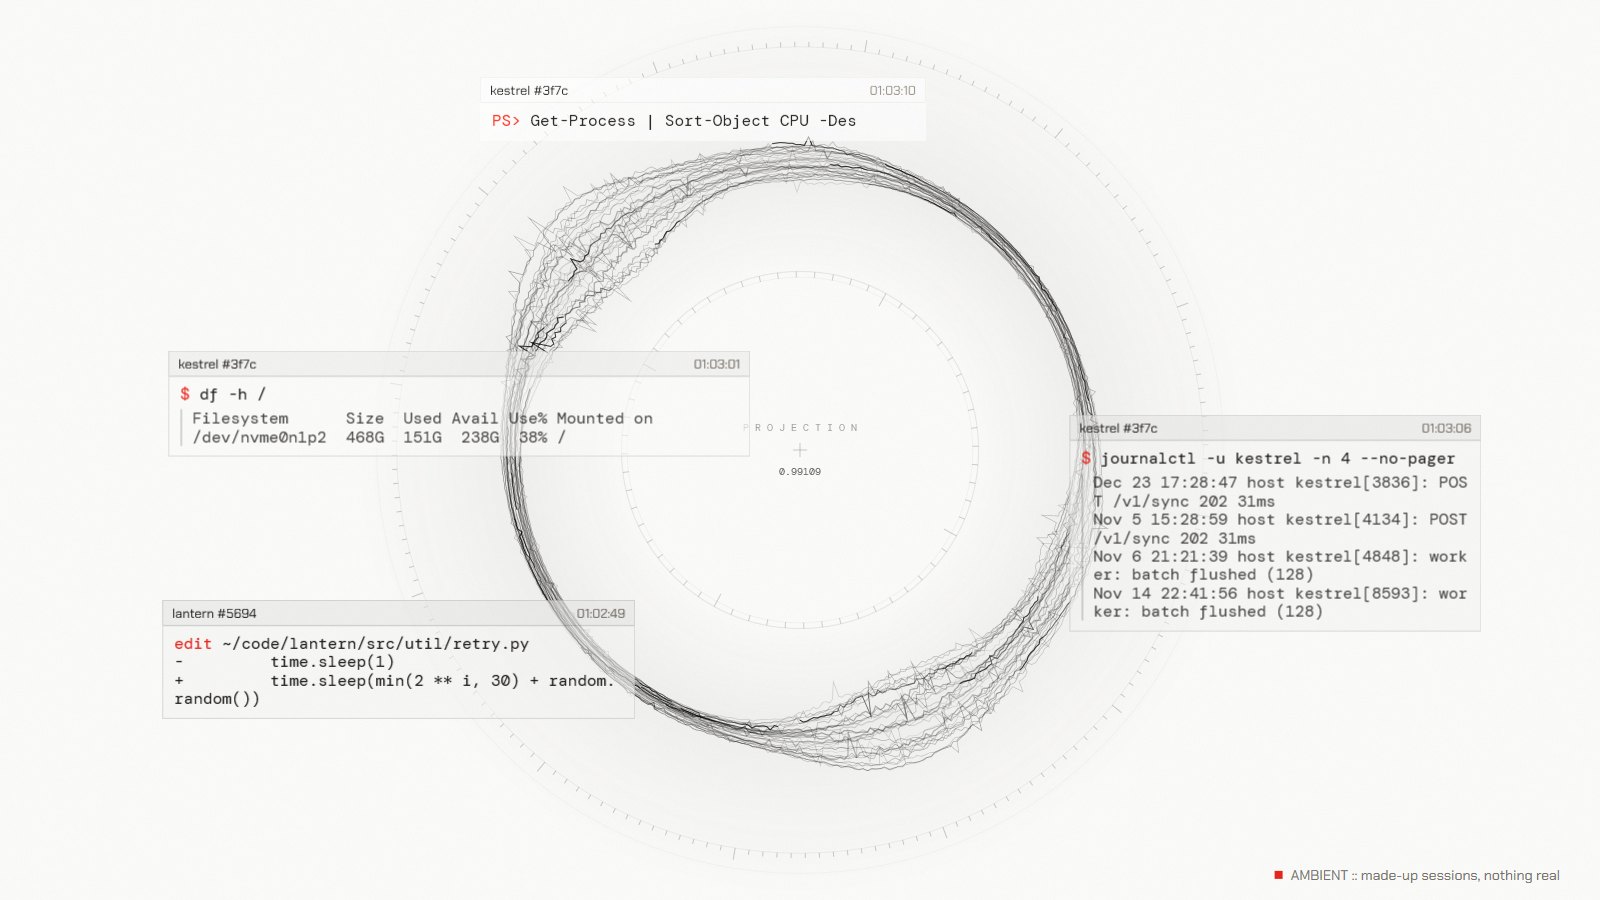 kestrel #3f7c 01:03:10
PS> Get-Process | Sort-Object CPU -Des
kestrel #3f7c 01:03:01
$ df -h /
Filesystem      Size  Used Avail Use% Mounted on
/dev/nvme0n1p2  468G  151G  238G  38% /
PROJECTION
0.99109
kestrel #3f7c 01:03:06
$ journalctl -u kestrel -n 4 --no-pager
Dec 23 17:28:47 host kestrel[3836]: POS
T /v1/sync 202 31ms
Nov 5 15:28:59 host kestrel[4134]: POST
/v1/sync 202 31ms
Nov 6 21:21:39 host kestrel[4848]: work
er: batch flushed (128)
Nov 14 22:41:56 host kestrel[8593]: wor
ker: batch flushed (128)
lantern #5694 01:02:49
edit ~/code/lantern/src/util/retry.py
-         time.sleep(1)
+         time.sleep(min(2 ** i, 30) + random.
random())
AMBIENT :: made-up sessions, nothing real